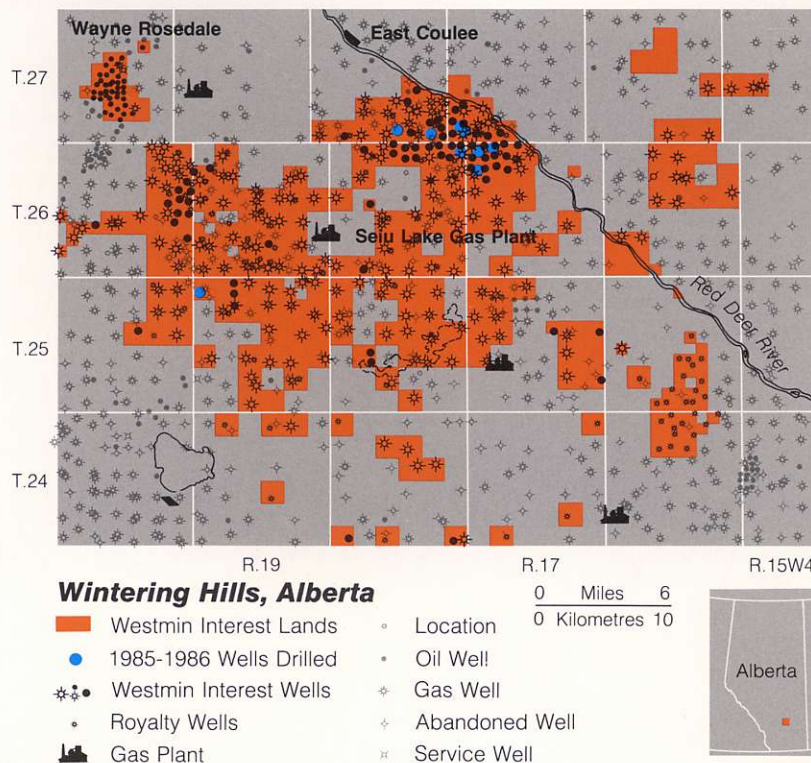 Wayne Rosedale
East Coulee
T.27
T.26
Seiu Lake Gas Plant
Red Deer River
T.25
T.24
R.19
R.17
R.15W4
Wintering Hills, Alberta
0 Miles 6
0 Kilometres 10
Westmin Interest Lands
1985-1986 Wells Drilled
Westmin Interest Wells
Royalty Wells
Gas Plant
Location
Oil Well
Gas Well
Abandoned Well
Service Well
Alberta